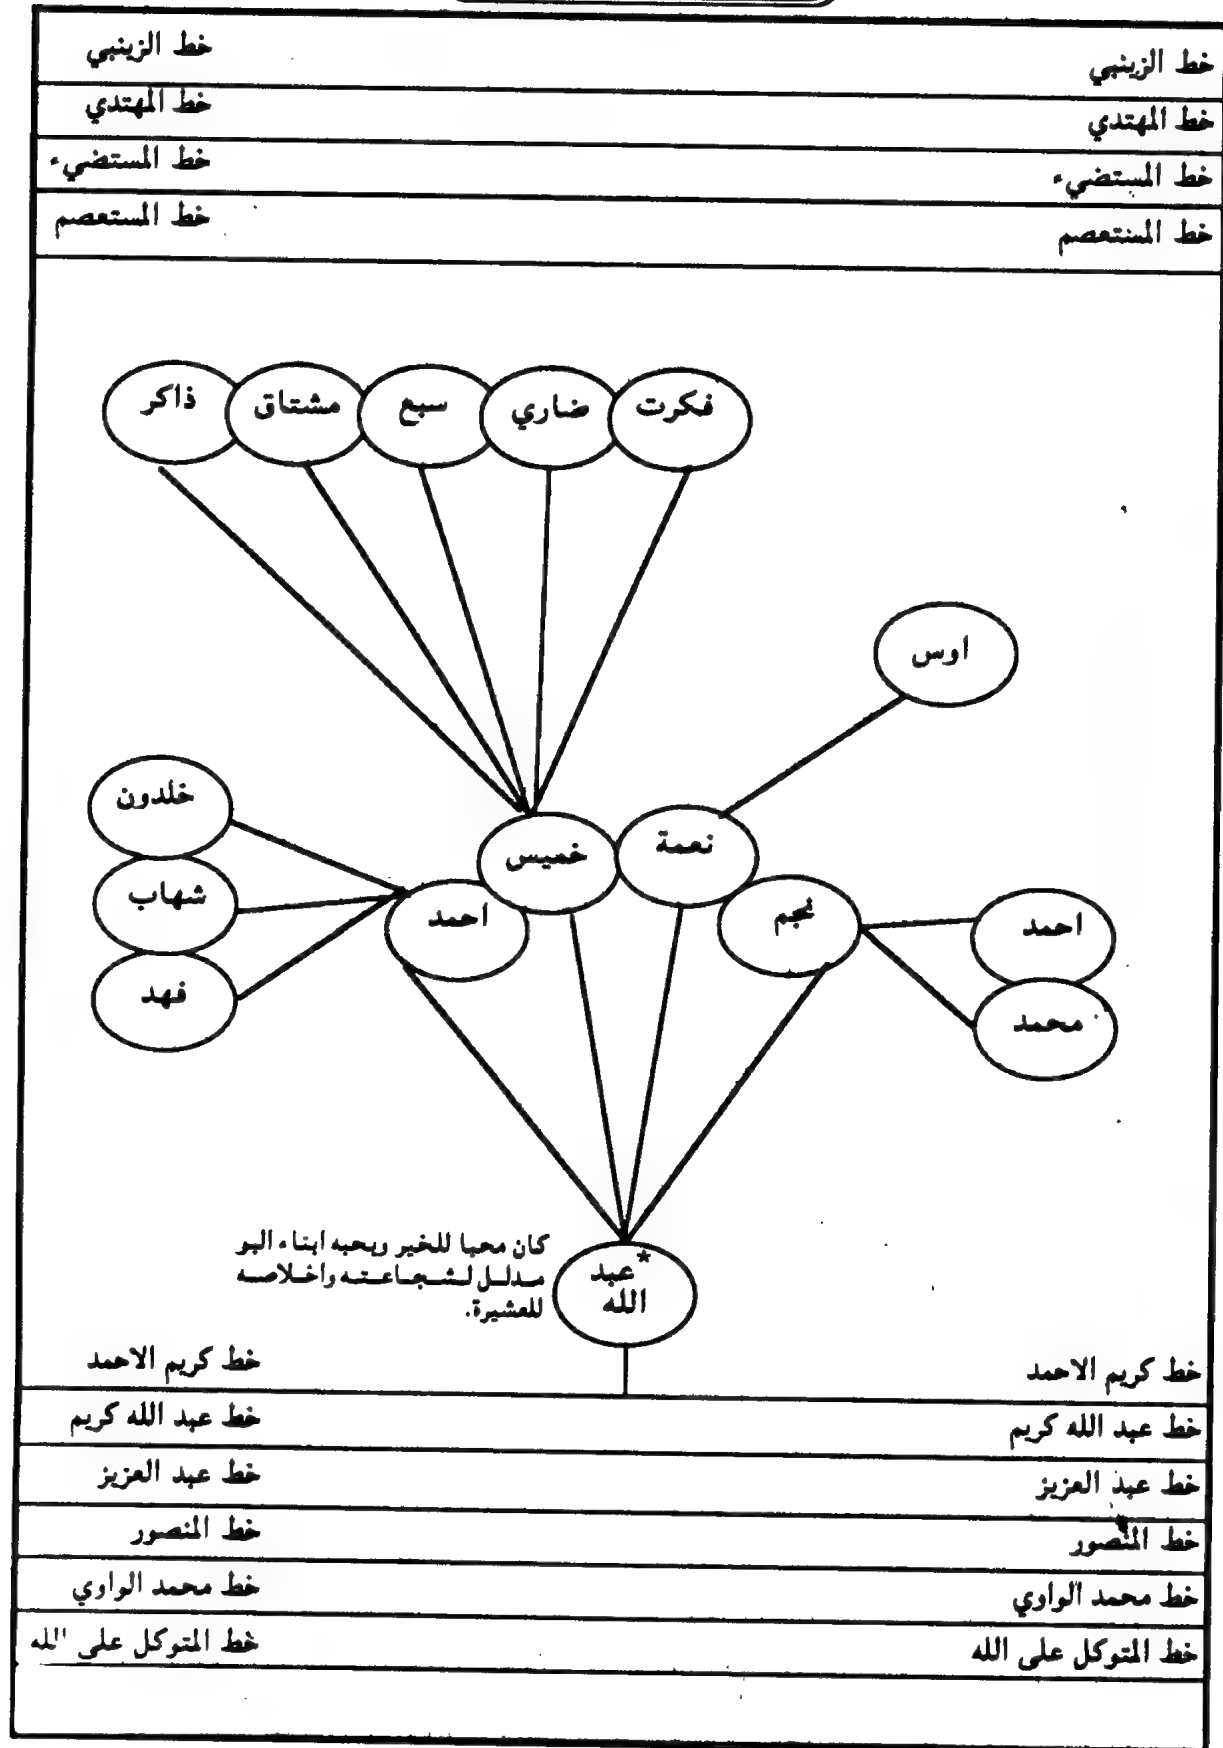 خط الزينبي خط الزينبي
خط المهتدي خط المهتدي
خط المستضيء خط المستضيء
خط المستعصم خط المستعصم
فكرت ضاري سبع مشتاق ذاكر
اوس
خلدون
نعمة خميس
شهاب
نجم احمد
احمد
فهد
محمد
كان محبا للخير ويحبه ابناء البو
مدلل لشجاعته واخلاصه
للعشيرة.
*عبد
الله
خط كريم الاحمد خط كريم الاحمد
خط عبد الله كريم خط عبد الله كريم
خط عبد العزيز خط عبد العزيز
خط المنصور خط المنصور
خط محمد الواوي خط محمد الواوي
خط المتوكل على الله خط المتوكل على الله